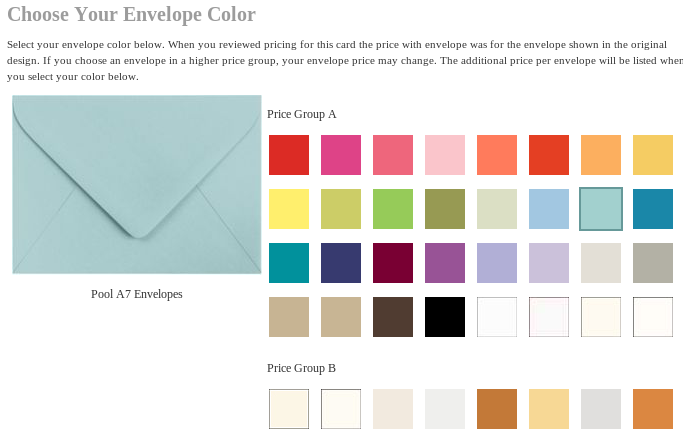 Choose Your Envelope Color
Select your envelope color below. When you reviewed pricing for this card the price with envelope was for the envelope shown in the original
design. If you choose an envelope in a higher price group, your envelope price may change. The additional price per envelope will be listed when
you select your color below.
Price Group A
Pool A7 Envelopes
Price Group B